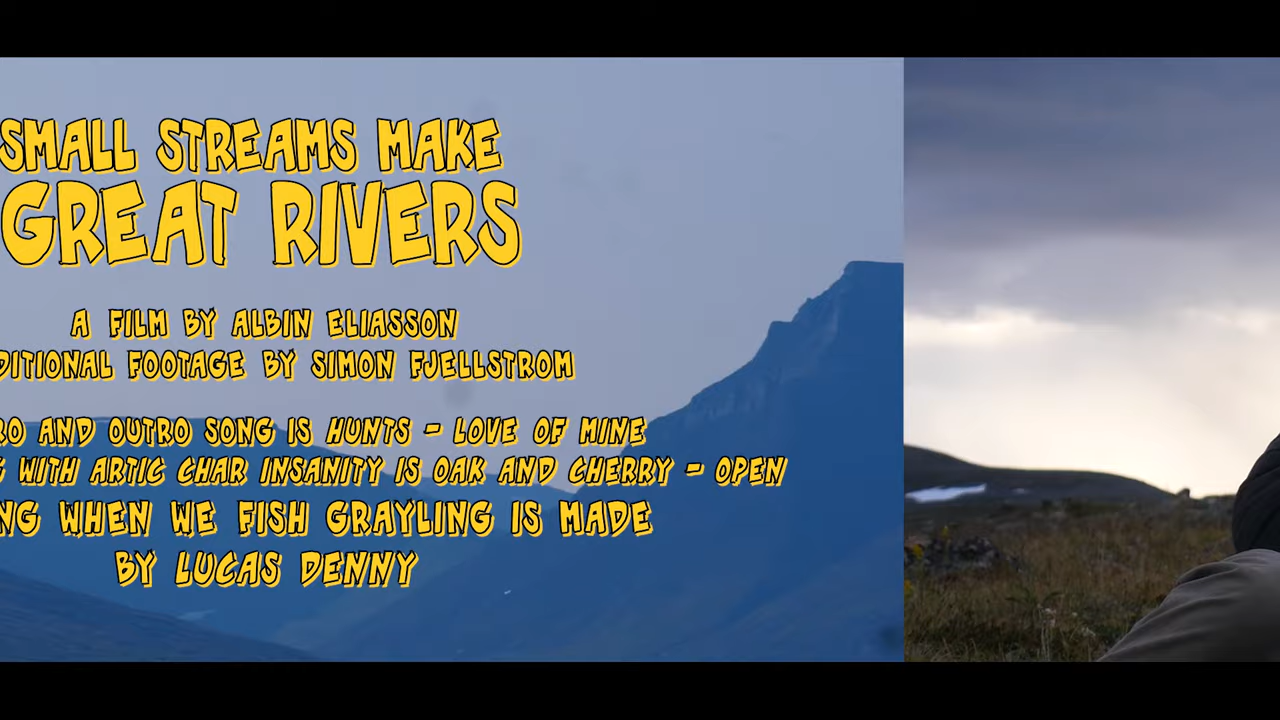 SMALL STREAMS MAKE
GREAT RIVERS
A FILM BY ALBIN ELIASSON
DITIONAL FOOTAGE BY SIMON FJELLSTROM
RO AND OUTRO SONG IS HUNTS - LOVE OF MINE
G WITH ARTIC CHAR INSANITY IS OAK AND CHERRY - OPEN
NG WHEN WE FISH GRAYLING IS MADE
BY LUCAS DENNY